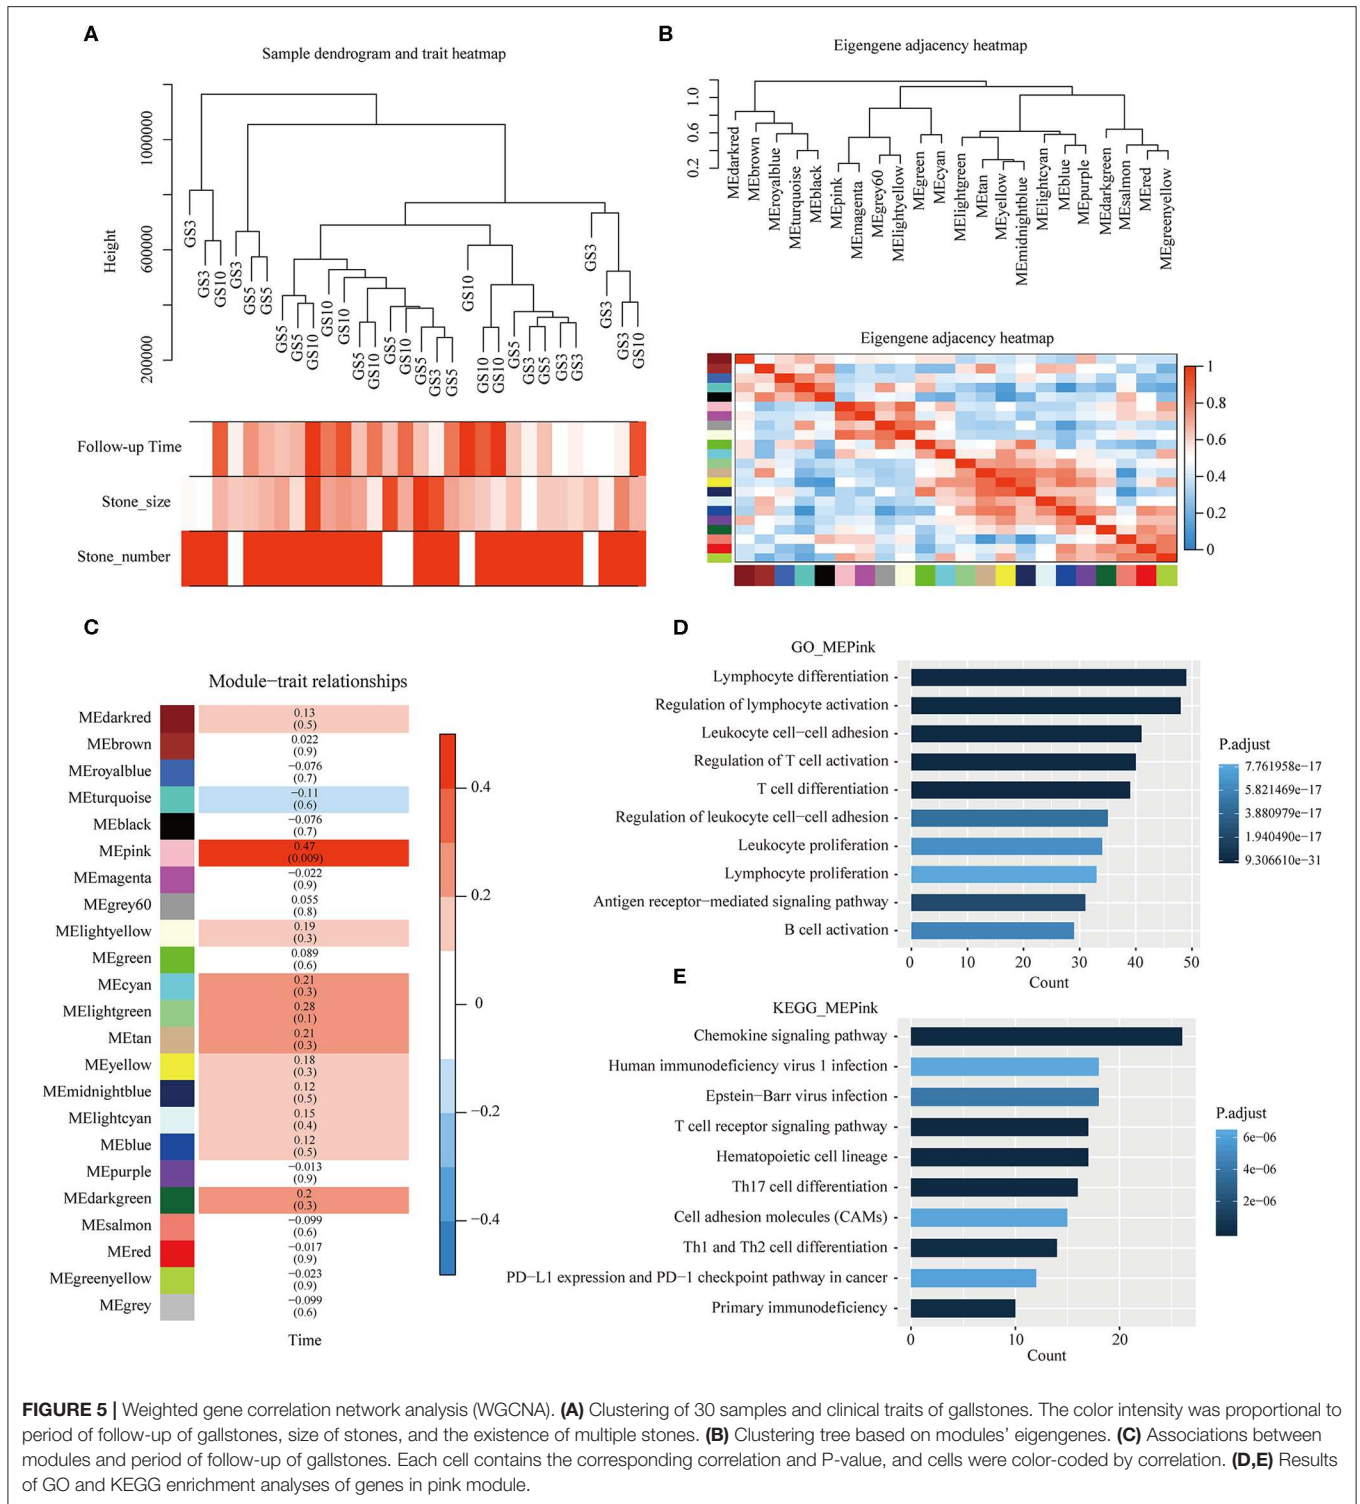 A
Sample dendrogram and trait heatmap
Height
1000000
6000000
200000
GS3
GS3
GS10
GS3
GS5
GS5
GS5
GS5
GS10
GS10
GS10
GS5
GS10
GS5
GS10
GS5
GS3
GS5
GS10
GS10
GS10
GS5
GS3
GS5
GS3
GS3
GS3
GS3
GS3
GS10
Follow-up Time
Stone_size
Stone_number
B
Eigengene adjacency heatmap
1.0
0.6
0.2
MEdarkred
MEbrown
MEroyalblue
MEturquoise
MEblack
MEpink
MEmagenta
MEgrey60
MElightyellow
MEgreen
MEcyan
MElightgreen
MEtan
MEyellow
MEmidnightblue
MElightcyan
MEblue
MEpurple
MEdarkgreen
MEsalmon
MEred
MEgreenyellow
Eigengene adjacency heatmap
1
0.8
0.6
0.4
0.2
0
C
Module−trait relationships
MEdarkred
0.13
(0.5)
MEbrown
0.022
(0.9)
MEroyalblue
−0.076
(0.7)
MEturquoise
−0.11
(0.6)
MEblack
−0.076
(0.7)
MEpink
0.47
(0.009)
MEmagenta
−0.022
(0.9)
MEgrey60
0.055
(0.8)
MElightyellow
0.19
(0.3)
MEgreen
0.089
(0.6)
MEcyan
0.21
(0.3)
MElightgreen
0.28
(0.1)
MEtan
0.21
(0.3)
MEyellow
0.18
(0.3)
MEmidnightblue
0.12
(0.5)
MElightcyan
0.15
(0.4)
MEblue
0.12
(0.5)
MEpurple
−0.013
(0.9)
MEdarkgreen
0.2
(0.3)
MEsalmon
−0.099
(0.6)
MEred
−0.017
(0.9)
MEgreenyellow
−0.023
(0.9)
MEgrey
−0.099
(0.6)
Time
0.4
0.2
0
−0.2
−0.4
D
GO_MEPink
Lymphocyte differentiation
Regulation of lymphocyte activation
Leukocyte cell−cell adhesion
Regulation of T cell activation
T cell differentiation
Regulation of leukocyte cell−cell adhesion
Leukocyte proliferation
Lymphocyte proliferation
Antigen receptor−mediated signaling pathway
B cell activation
0 10 20 30 40 50
Count
P.adjust
7.761958e−17
5.821469e−17
3.880979e−17
1.940490e−17
9.306610e−31
E
KEGG_MEPink
Chemokine signaling pathway
Human immunodeficiency virus 1 infection
Epstein−Barr virus infection
T cell receptor signaling pathway
Hematopoietic cell lineage
Th17 cell differentiation
Cell adhesion molecules (CAMs)
Th1 and Th2 cell differentiation
PD−L1 expression and PD−1 checkpoint pathway in cancer
Primary immunodeficiency
0 10 20
Count
P.adjust
6e−06
4e−06
2e−06
FIGURE 5 | Weighted gene correlation network analysis (WGCNA). (A) Clustering of 30 samples and clinical traits of gallstones. The color intensity was proportional to
period of follow-up of gallstones, size of stones, and the existence of multiple stones. (B) Clustering tree based on modules' eigengenes. (C) Associations between
modules and period of follow-up of gallstones. Each cell contains the corresponding correlation and P-value, and cells were color-coded by correlation. (D,E) Results
of GO and KEGG enrichment analyses of genes in pink module.